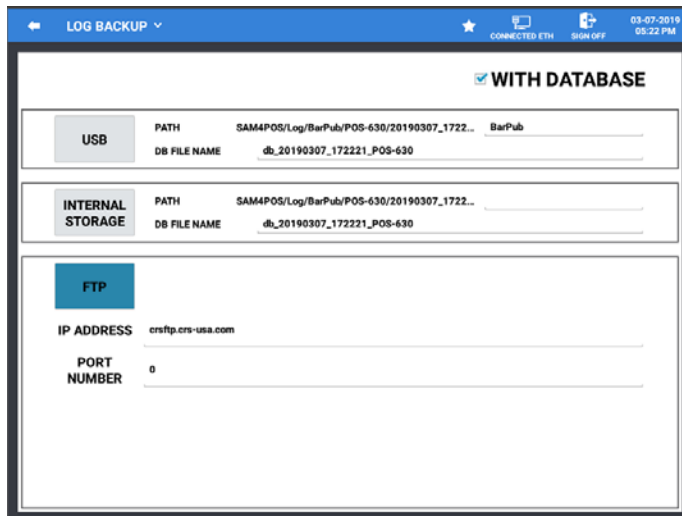 LOG BACKUP
CONNECTED ETH
SIGN OFF
03-07-2019
05:22 PM
WITH DATABASE
USB
PATH SAM4POS/Log/BarPub/POS-630/20190307_1722... BarPub
DB FILE NAME db_20190307_172221_POS-630
INTERNAL
STORAGE
PATH SAM4POS/Log/BarPub/POS-630/20190307_1722...
DB FILE NAME db_20190307_172221_POS-630
FTP
IP ADDRESS crsftp.crs-usa.com
PORT
NUMBER
0